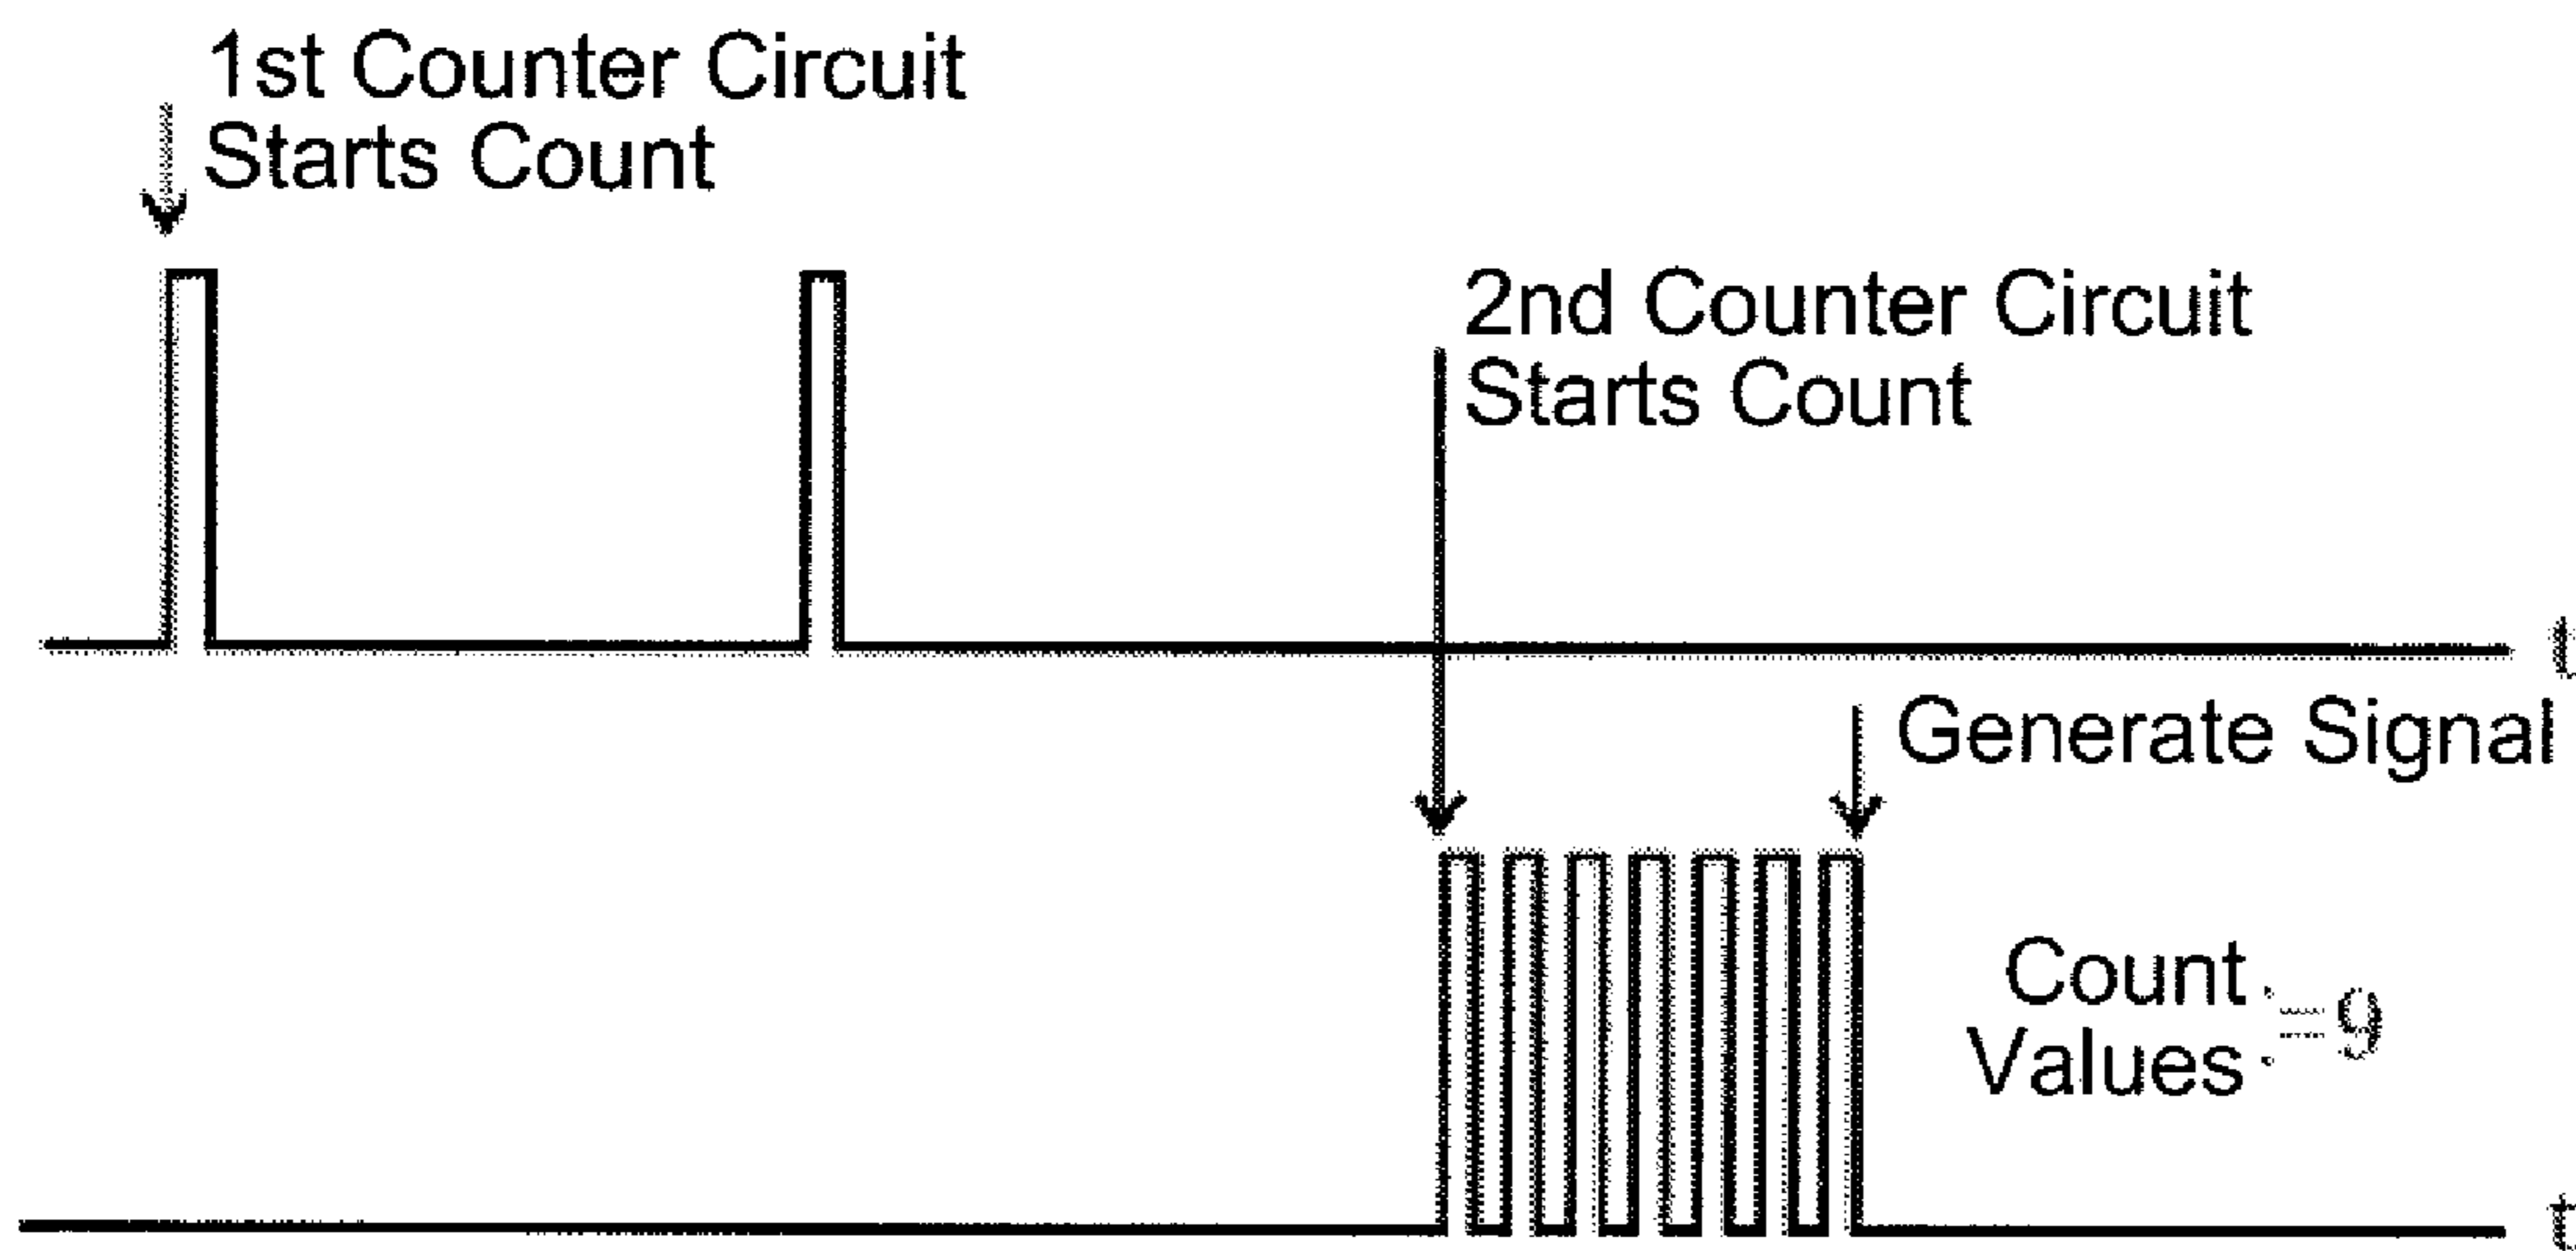 1st Counter Circuit
Starts Count
2nd Counter Circuit
Starts Count
t
Generate Signal
Count
Values
=9
t